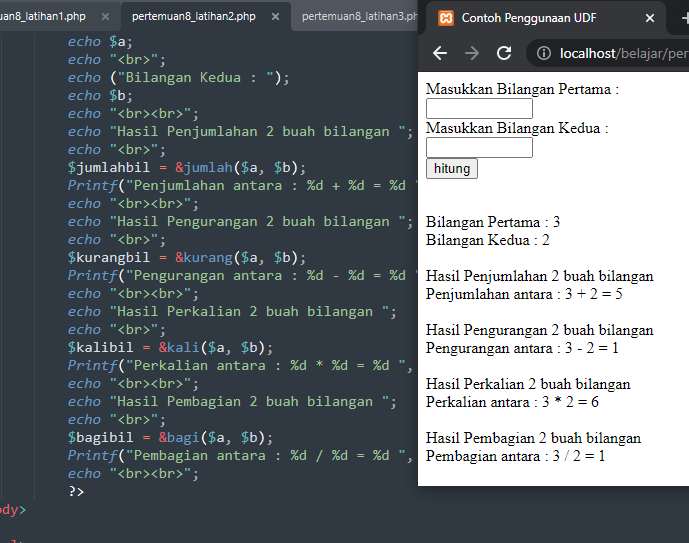 un8_latihan1.php × pertemuan8_latihan2.php × pertemuan8_latihan3.ph
echo $a;
echo "<br>";
echo ("Bilangan Kedua : ");
echo $b;
echo "<br><br>";
echo "Hasil Penjumlahan 2 buah bilangan ";
echo "<br>";
$jumlahbil = &jumlah($a, $b);
Printf("Penjumlahan antara : %d + %d = %d "
echo "<br><br>";
echo "Hasil Pengurangan 2 buah bilangan ";
echo "<br>";
$kurangbil = &kurang($a, $b);
Printf("Pengurangan antara : %d - %d = %d "
echo "<br><br>";
echo "Hasil Perkalian 2 buah bilangan ";
echo "<br>";
$kalibil = &kali($a, $b);
Printf("Perkalian antara : %d * %d = %d ",
echo "<br><br>";
echo "Hasil Pembagian 2 buah bilangan ";
echo "<br>";
$bagibil = &bagi($a, $b);
Printf("Pembagian antara : %d / %d = %d ",
echo "<br><br>";
?>
ody>
Contoh Penggunaan UDF
localhost/belajar/per
Masukkan Bilangan Pertama :
Masukkan Bilangan Kedua :
hitung
Bilangan Pertama : 3
Bilangan Kedua : 2
Hasil Penjumlahan 2 buah bilangan
Penjumlahan antara : 3 + 2 = 5
Hasil Pengurangan 2 buah bilangan
Pengurangan antara : 3 - 2 = 1
Hasil Perkalian 2 buah bilangan
Perkalian antara : 3 * 2 = 6
Hasil Pembagian 2 buah bilangan
Pembagian antara : 3 / 2 = 1